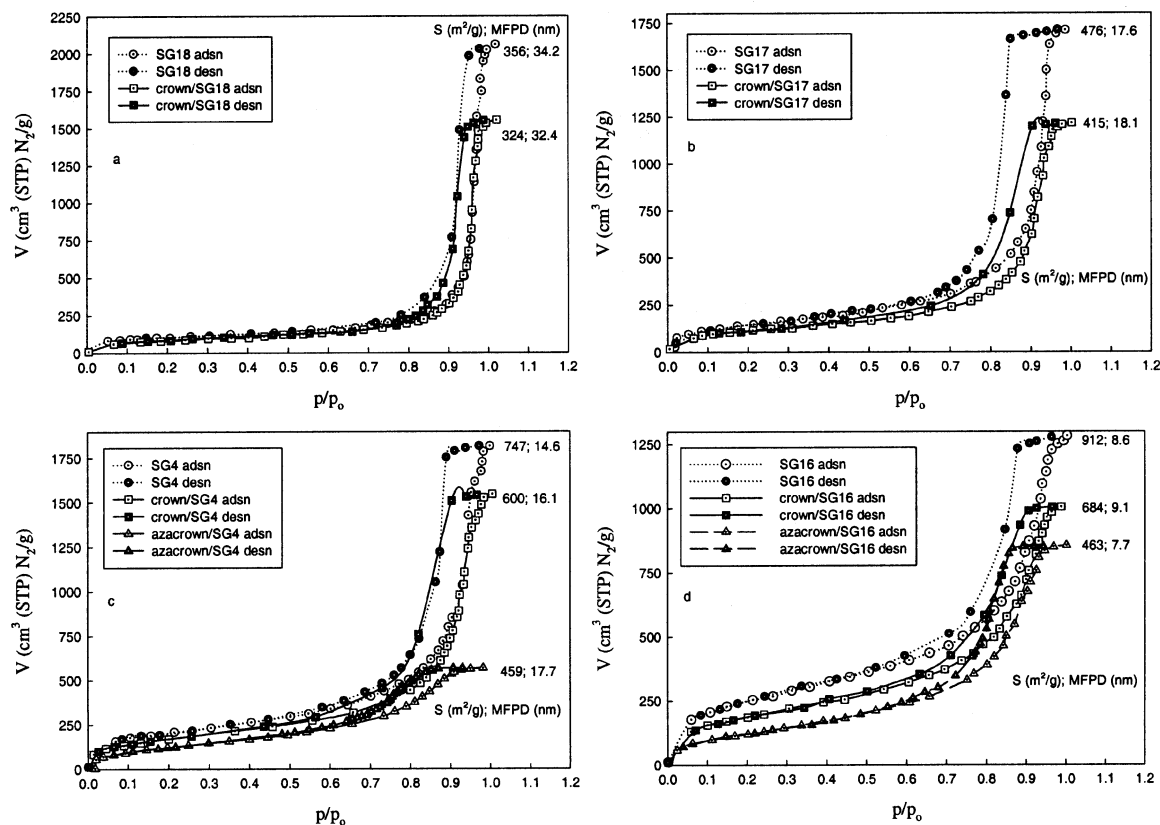 S (m²/g); MFPD (nm)
SG18 adsn
SG18 desn
crown/SG18 adsn
crown/SG18 desn
356, 34.2
324; 32.4
a
V (cm³ (STP) N₂/g)
2250
2000
1750
1500
1250
1000
750
500
250
0
0.0 0.1 0.2 0.3 0.4 0.5 0.6 0.7 0.8 0.9 1.0 1.1 1.2
p/pₒ
SG17 adsn
SG17 desn
crown/SG17 adsn
crown/SG17 desn
476, 17.6
415; 18.1
b
S (m²/g); MFPD (nm)
V (cm³ (STP) N₂/g)
1750
1500
1250
1000
750
500
250
0
0.0 0.1 0.2 0.3 0.4 0.5 0.6 0.7 0.8 0.9 1.0 1.1 1.2
p/pₒ
SG4 adsn
SG4 desn
crown/SG4 adsn
crown/SG4 desn
azacrown/SG4 adsn
azacrown/SG4 desn
747; 14.6
600; 16.1
459; 17.7
c
S (m²/g); MFPD (nm)
V (cm³ (STP) N₂/g)
1750
1500
1250
1000
750
500
250
0
0.0 0.1 0.2 0.3 0.4 0.5 0.6 0.7 0.8 0.9 1.0 1.1 1.2
p/pₒ
SG16 adsn
SG16 desn
crown/SG16 adsn
crown/SG16 desn
azacrown/SG16 adsn
azacrown/SG16 desn
912; 8.6
684; 9.1
463; 7.7
d
S (m²/g); MFPD (nm)
V (cm³ (STP) N₂/g)
1250
1000
750
500
250
0
0.0 0.1 0.2 0.3 0.4 0.5 0.6 0.7 0.8 0.9 1.0 1.1 1.2
p/pₒ